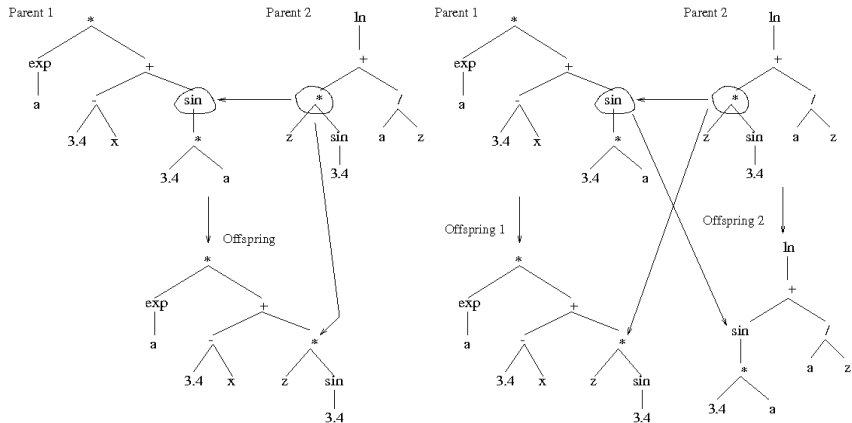 Parent 1
*
exp
+
a
-
sin
3.4
x
*
3.4
a
Parent 2
ln
+
*
/
z
sin
a
z
3.4
Offspring
*
exp
+
a
-
*
3.4
x
z
sin
3.4
Parent 1
*
exp
+
a
-
sin
3.4
x
*
3.4
a
Parent 2
ln
+
*
/
z
sin
a
z
3.4
Offspring 1
*
exp
+
a
-
*
3.4
x
z
sin
3.4
Offspring 2
ln
+
sin
/
*
a
z
3.4
a